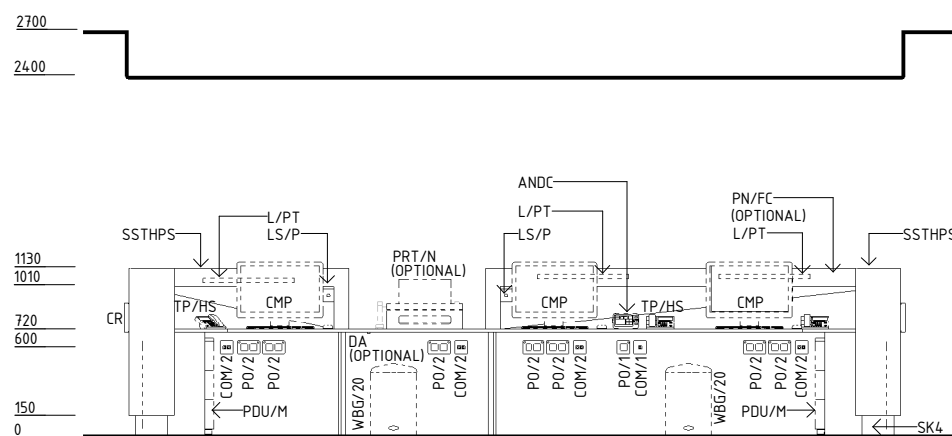 2700
2400
ANDC
PN/FC
(OPTIONAL)
L/PT
L/PT
L/PT
SSTHPS
LS/P
LS/P
SSTHPS
PRT/N
(OPTIONAL)
1130
1010
CMP
CMP
CMP
TP/HS
TP/HS
CR
720
600
DA
(OPTIONAL)
COM/2
PO/2
PO/2
WBG/20
PO/2
COM/2
PO/2
PO/2
COM/2
PO/1
COM/1
WBG/20
PO/2
PO/2
COM/2
150
PDU/M
PDU/M
0
SK4